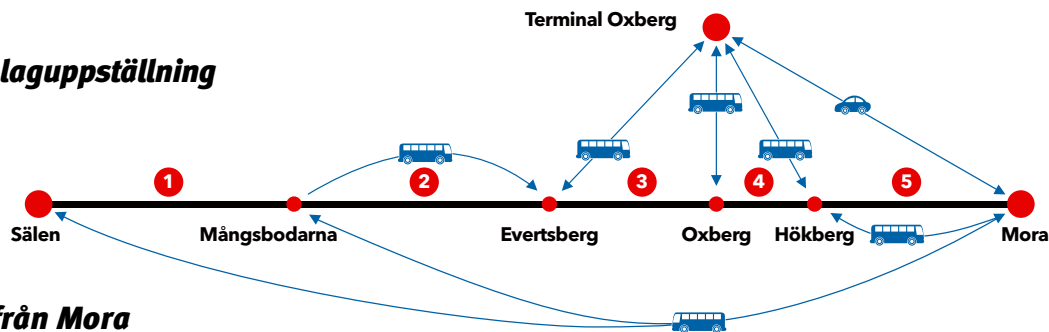 Terminal Oxberg
laguppställning
1
2
3
4
5
Sälen
Mångsbodarna
Evertsberg
Oxberg
Hökberg
Mora
från Mora